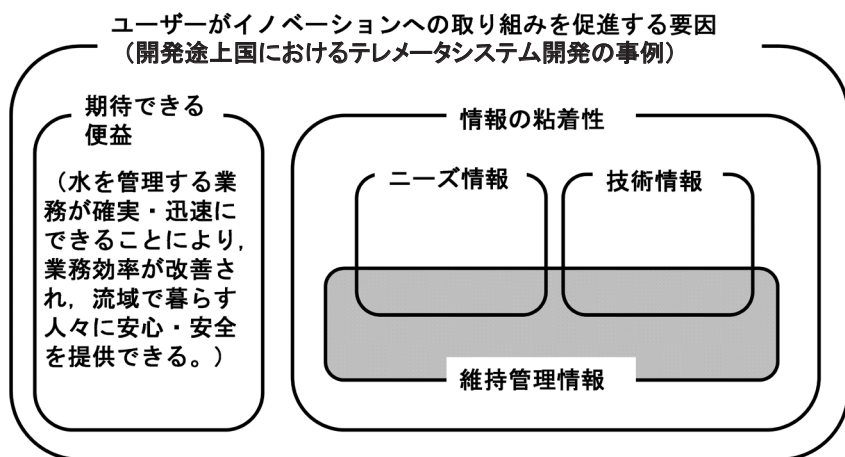 ユーザーがイノベーションへの取り組みを促進する要因
（開発途上国におけるテレメータシステム開発の事例）
期待できる
便益
（水を管理する業
務が確実・迅速に
できることにより，
業務効率が改善さ
れ，流域で暮らす
人々に安心・安全
を提供できる。）
情報の粘着性
ニーズ情報
技術情報
維持管理情報